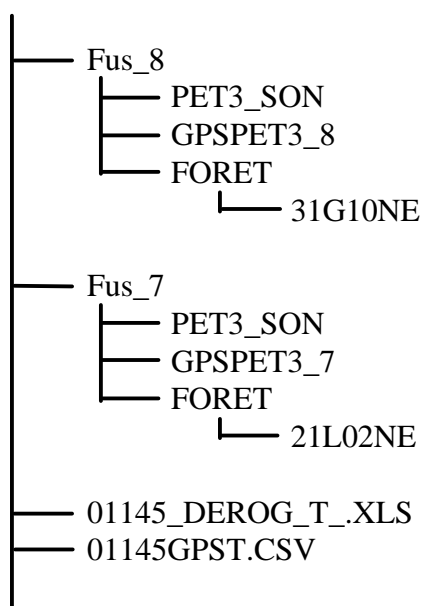 Fus_8
PET3_SON
GPSPET3_8
FORET
31G10NE
Fus_7
PET3_SON
GPSPET3_7
FORET
21L02NE
01145_DEROG_T_.XLS
01145GPST.CSV